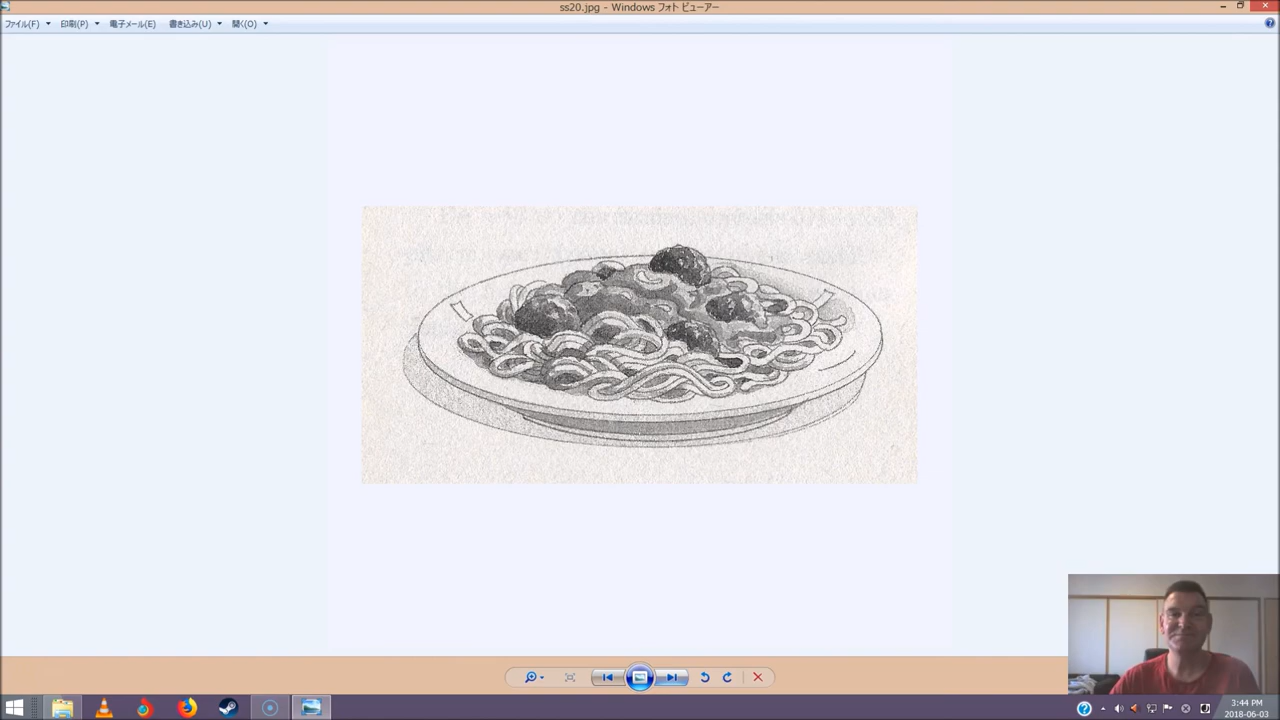 ss20.jpg - Windows フォト ビューアー
ファイル(F) 印刷(P) 電子メール(E) 書き込み(U) 開く(O)
3:44 PM
2018-06-03